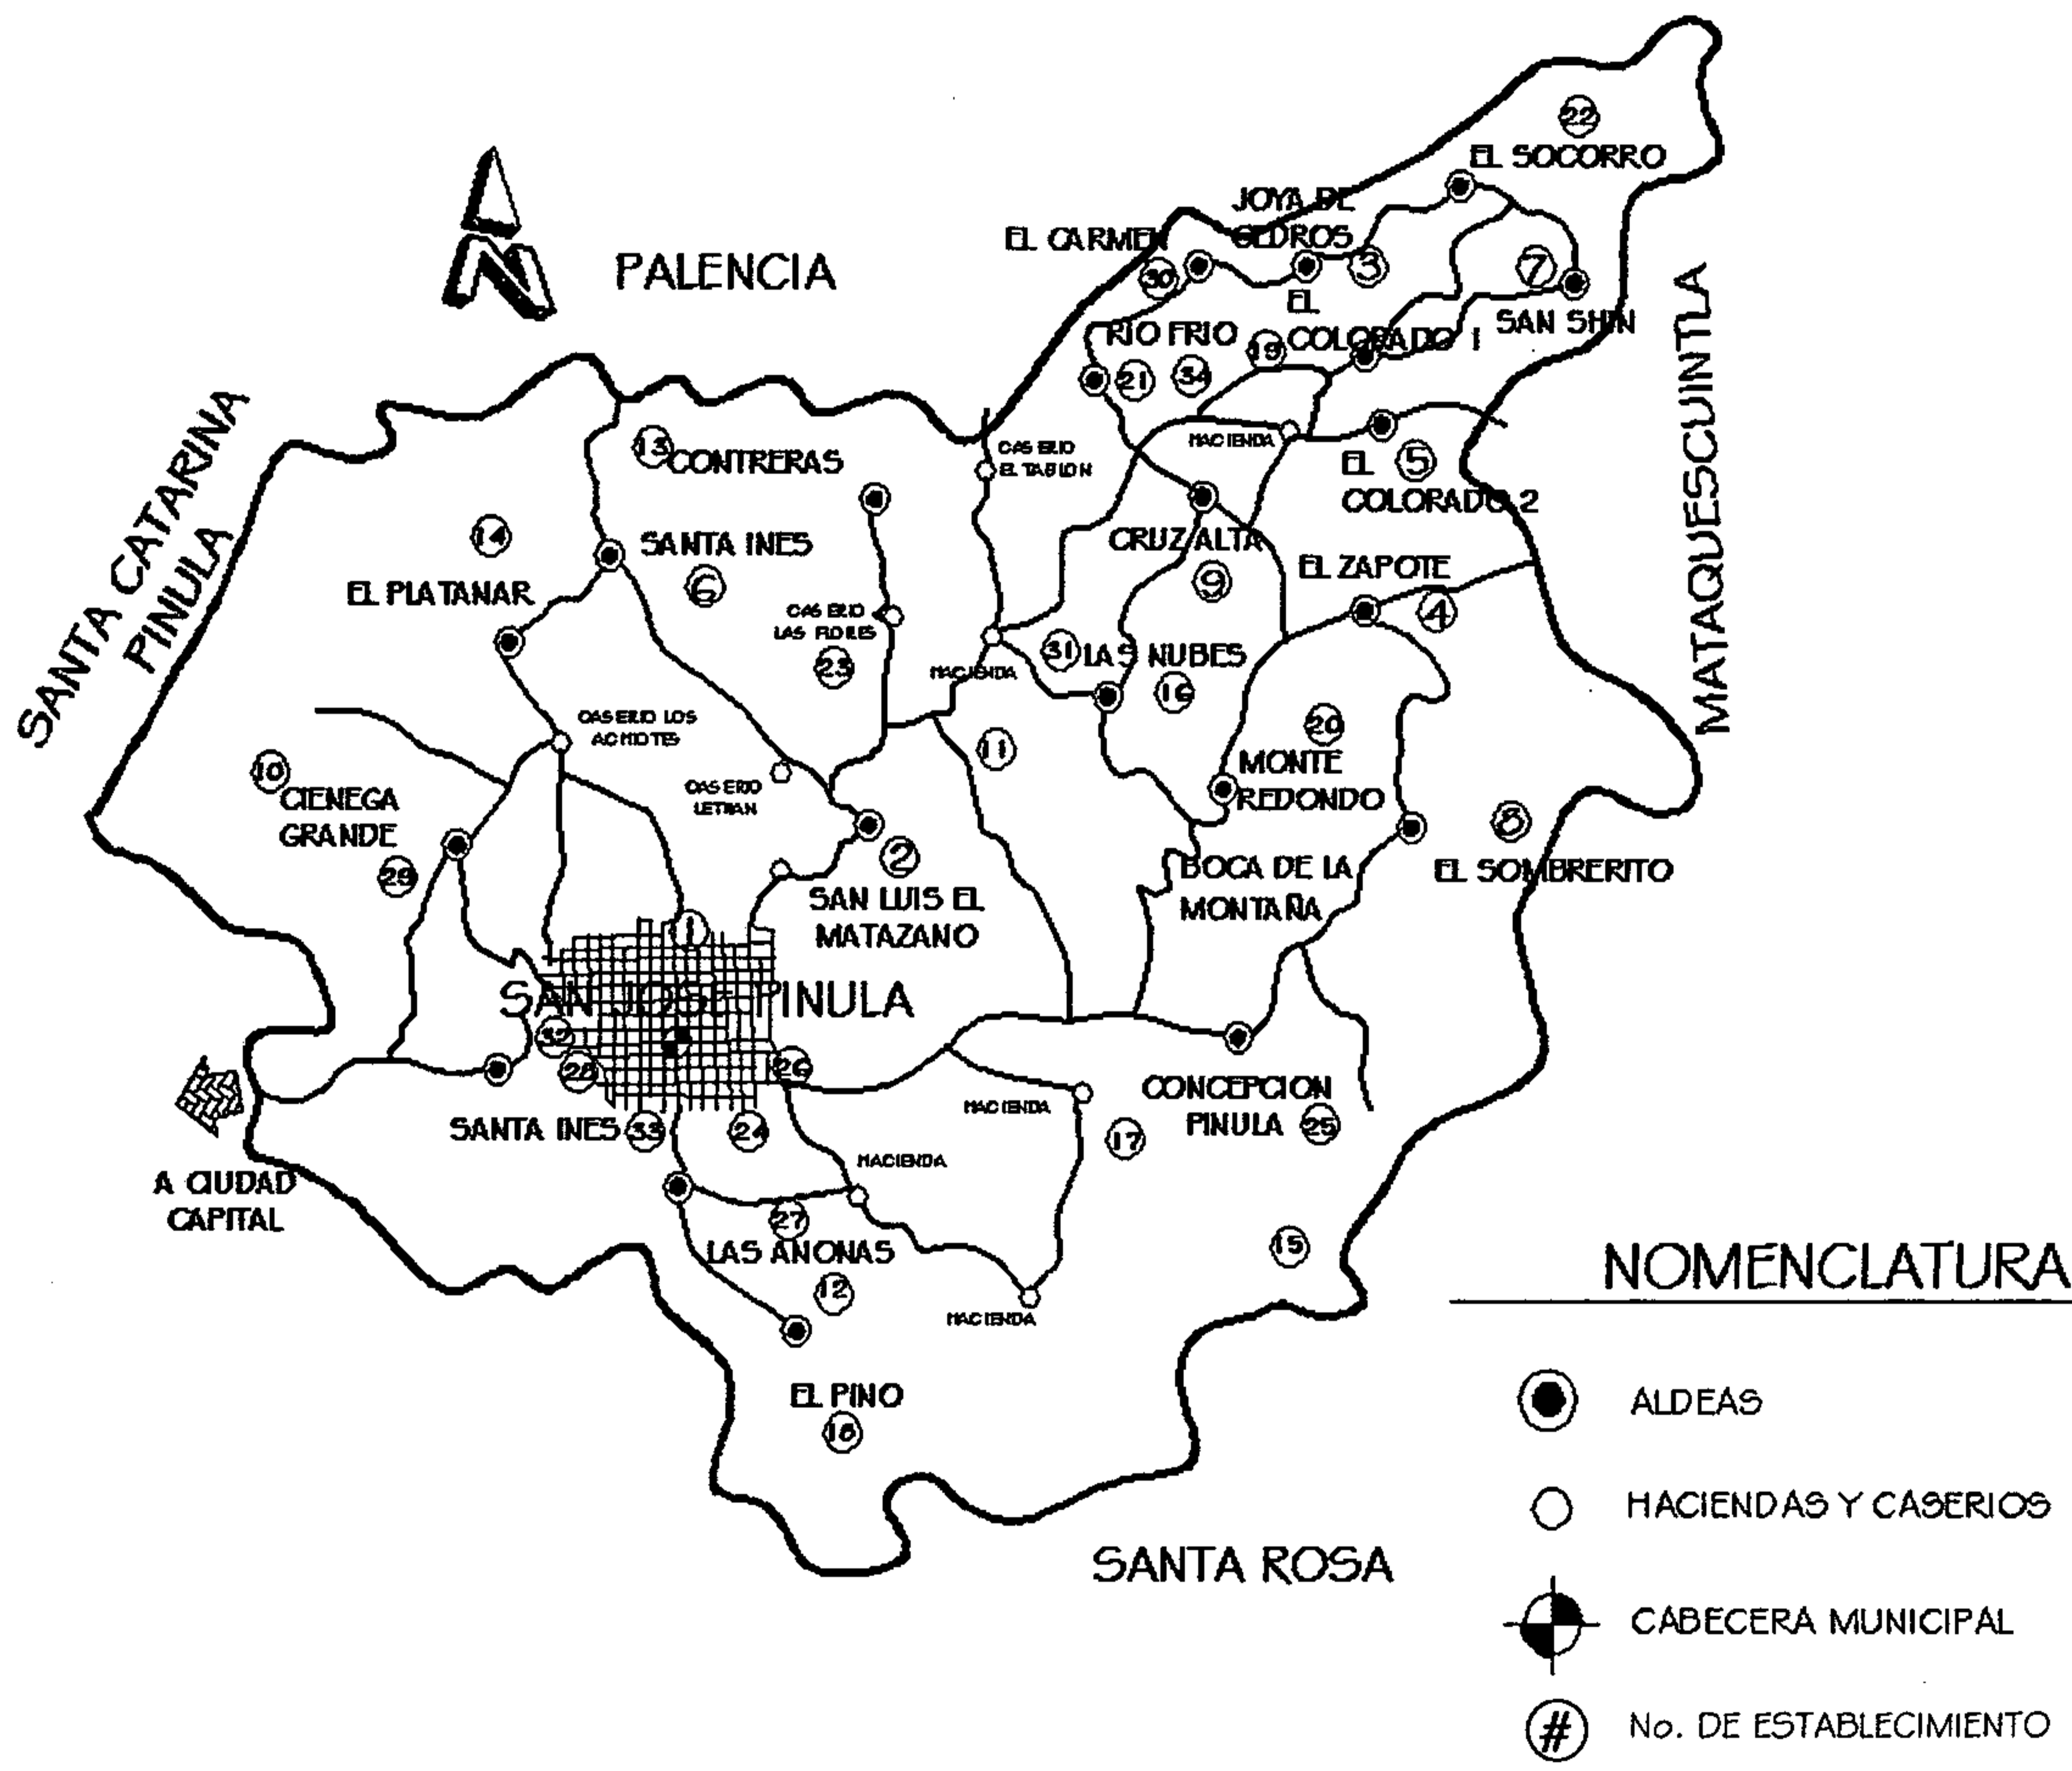 22
EL SOCORRO
JOYA DE
CEDROS
EL CARMEN
30
3
7
EL
COLORADO 1
SAN SHIN
RIO FRIO
19
21
34
PALENCIA
N
SANTA CATARINA
PINULA
MATAQUESCUINTLA
13
CONTRERAS
CASERIO
EL TABLON
HACIENDA
EL
5
COLORADO 2
14
SANTA INES
6
CRUZ ALTA
9
EL ZAPOTE
4
EL PLATANAR
CASERIO
LAS FLORES
23
HACIENDA
31
LAS NUBES
16
CASERIO LOS
ACHIOTES
11
20
MONTE
REDONDO
10
CIENEGA
GRANDE
29
CASERIO
LETRAN
2
SAN LUIS EL
MATAZANO
BOCA DE LA
MONTAÑA
8
EL SOMBRERITO
1
SAN JOSE PINULA
32
28
26
SANTA INES
33
24
HACIENDA
CONCEPCION
PINULA
25
17
HACIENDA
A CIUDAD
CAPITAL
27
LAS ANONAS
12
15
HACIENDA
EL PINO
18
SANTA ROSA
NOMENCLATURA
ALDEAS
HACIENDAS Y CASERIOS
CABECERA MUNICIPAL
#
No. DE ESTABLECIMIENTO